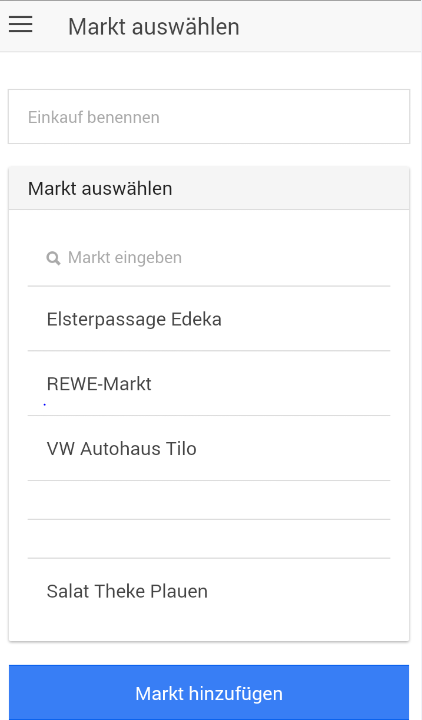 Markt auswählen
Einkauf benennen
Markt auswählen
Markt eingeben
Elsterpassage Edeka
REWE-Markt
VW Autohaus Tilo
Salat Theke Plauen
Markt hinzufügen